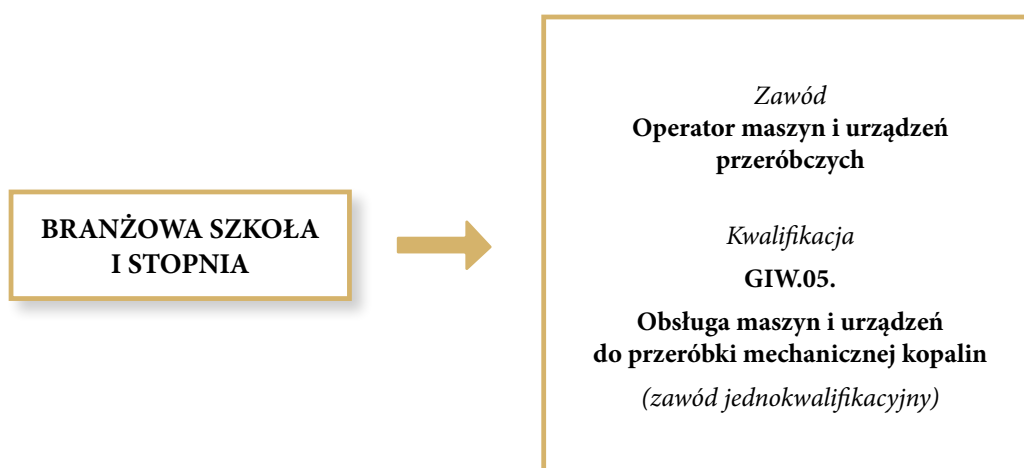 BRANŻOWA SZKOŁA
I STOPNIA
Zawód
Operator maszyn i urządzeń
przeróbczych
Kwalifikacja
GIW.05.
Obsługa maszyn i urządzeń
do przeróbki mechanicznej kopalin
(zawód jednokwalifikacyjny)